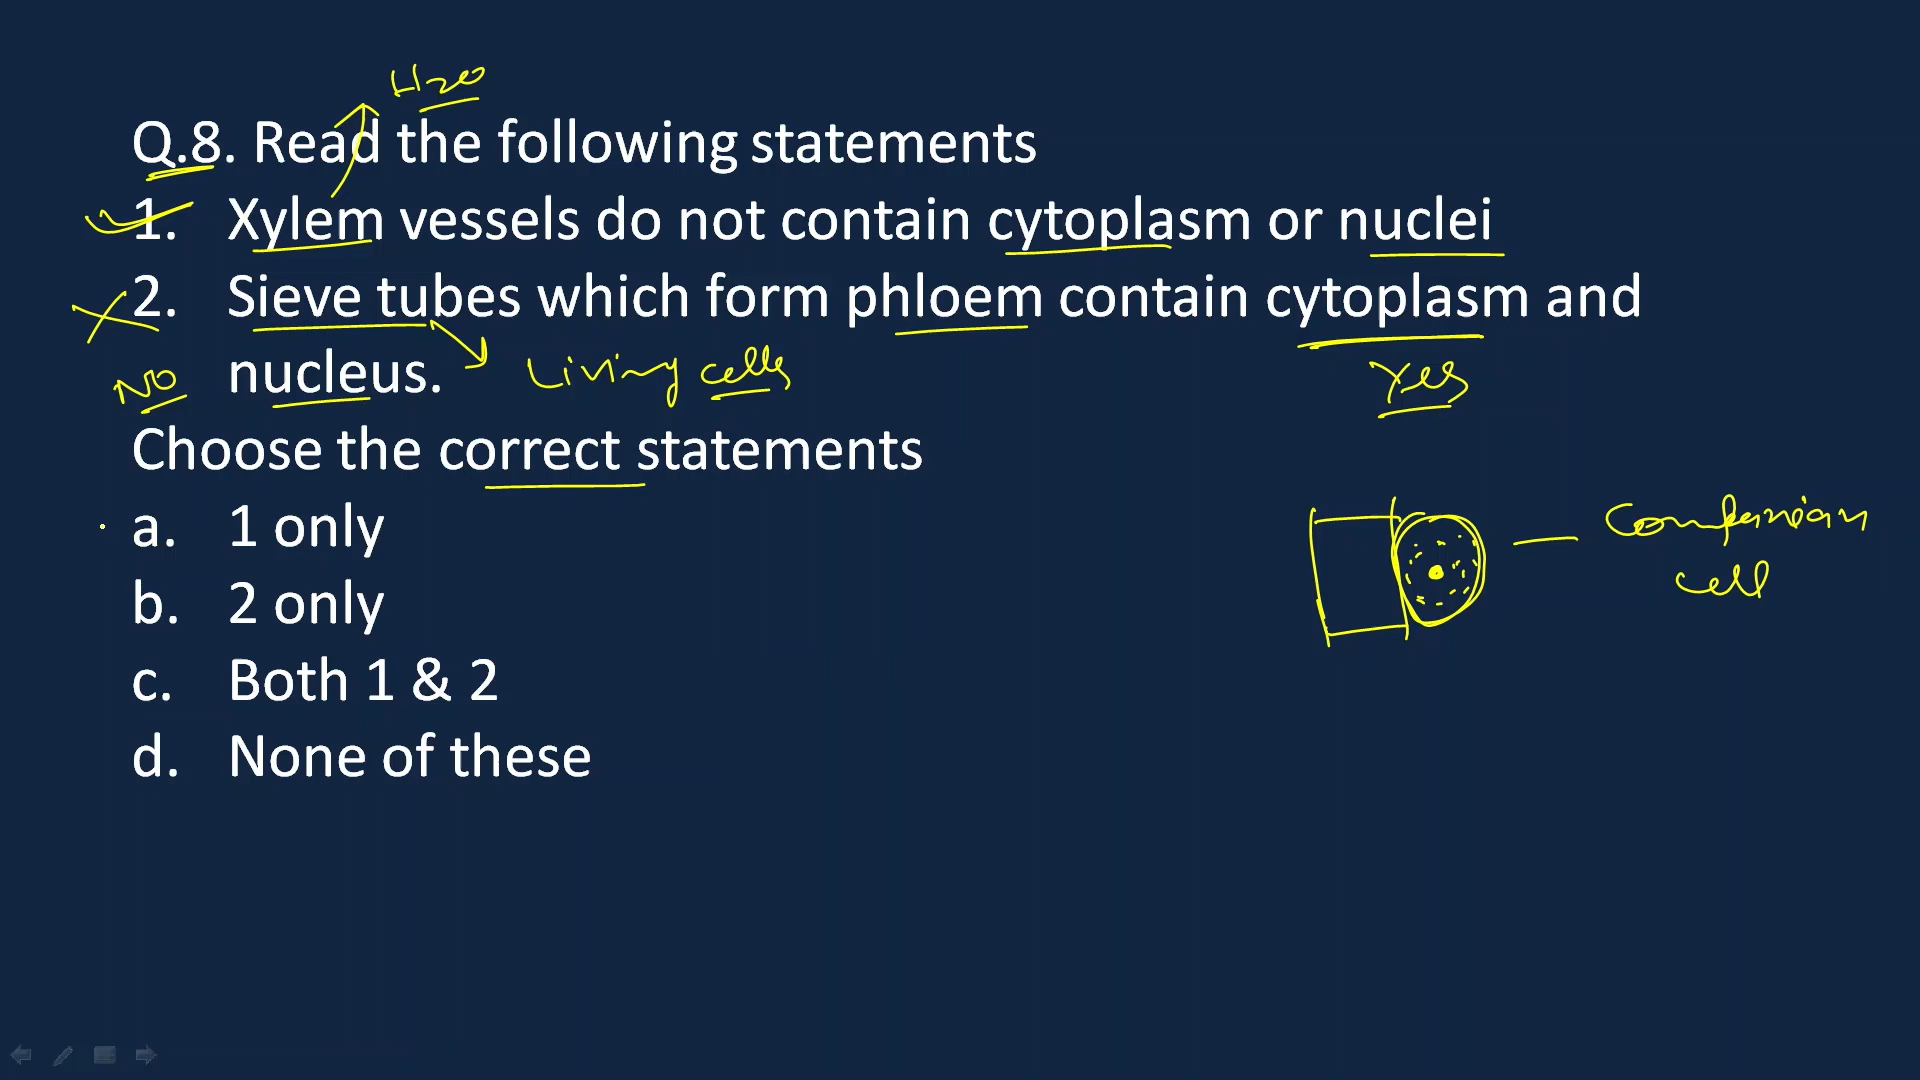 H2O
Q.8. Read the following statements
1. Xylem vessels do not contain cytoplasm or nuclei
2. Sieve tubes which form phloem contain cytoplasm and
NO nucleus. Living cells Yes
Choose the correct statements
a. 1 only
Companian
b. 2 only
cell
c. Both 1 & 2
d. None of these